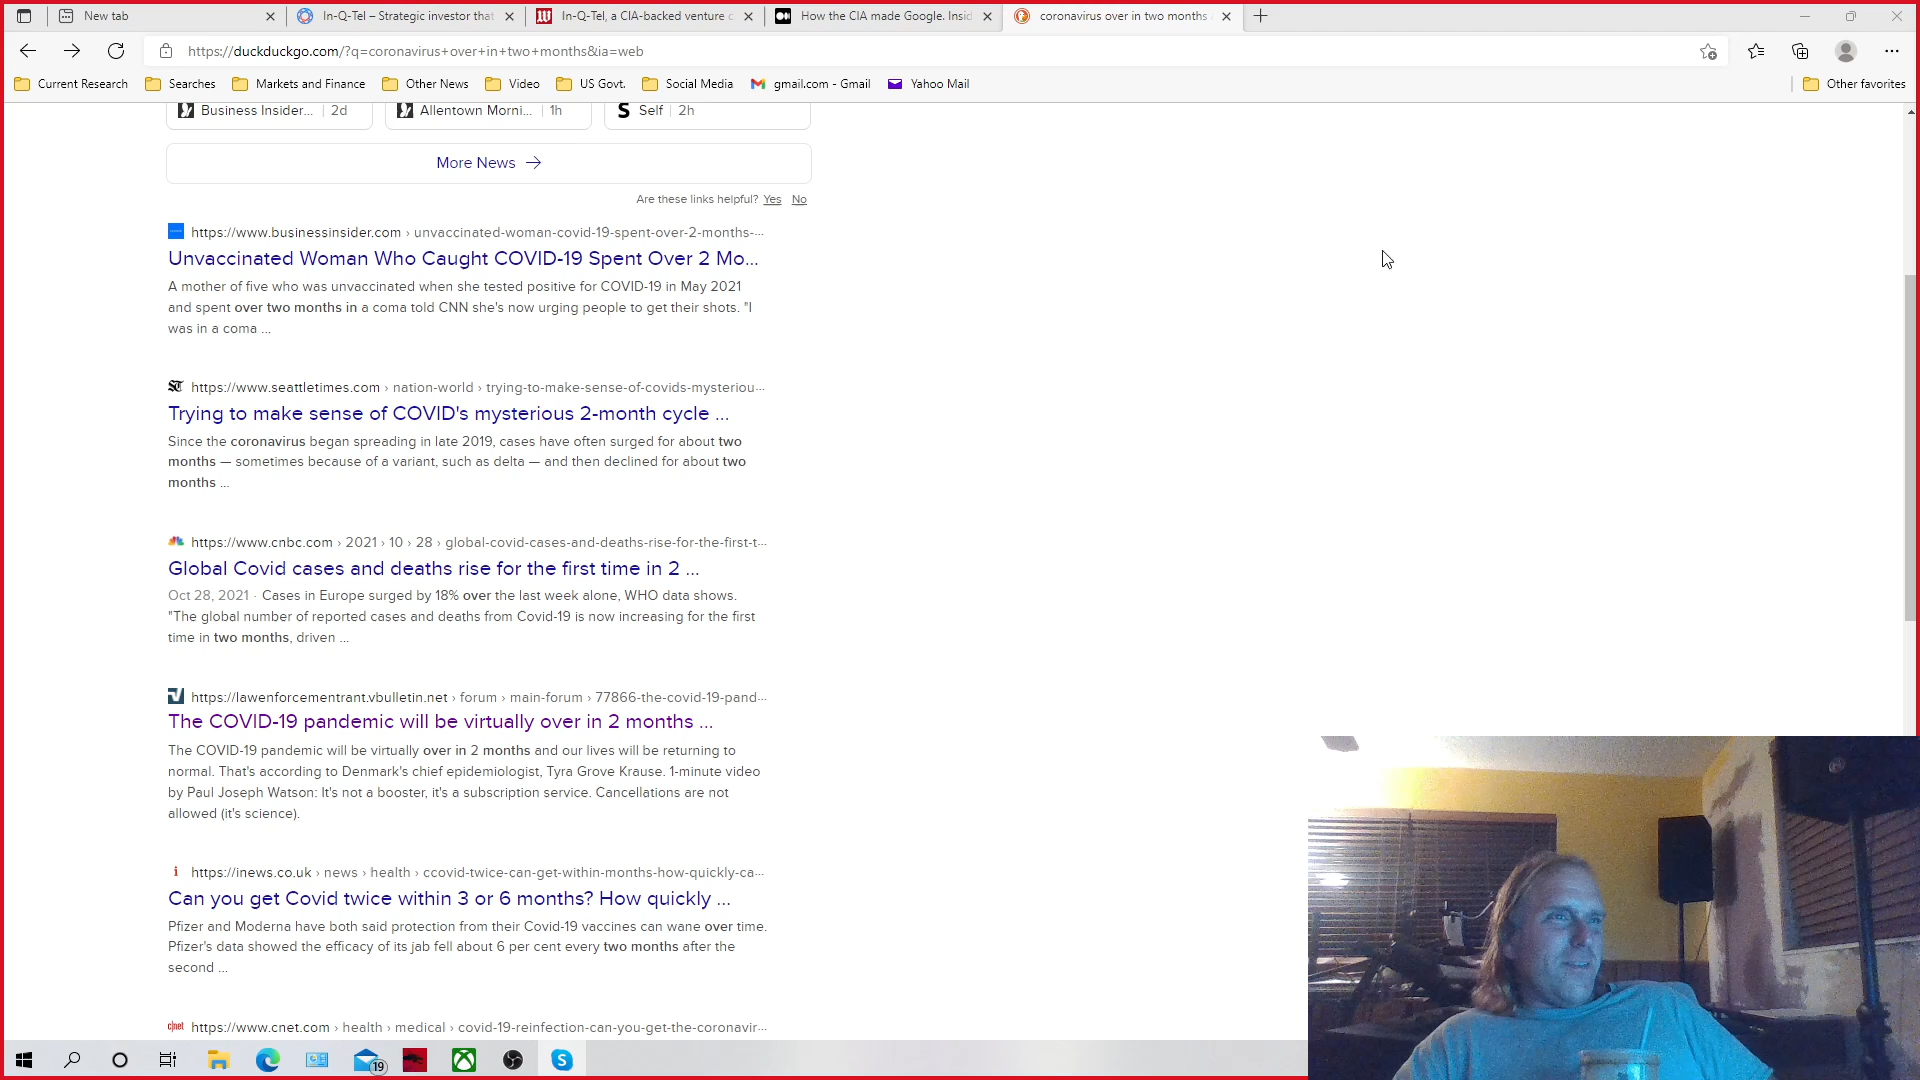 New tab
In-Q-Tel – Strategic investor that
In-Q-Tel, a CIA-backed venture c
How the CIA made Google. Insid
coronavirus over in two months
https://duckduckgo.com/?q=coronavirus+over+in+two+months&ia=web
Current Research
Searches
Markets and Finance
Other News
Video
US Govt.
Social Media
gmail.com - Gmail
Yahoo Mail
Other favorites
Business Insider... 2d
Allentown Morni... 1h
S Self 2h
More News →
Are these links helpful? Yes No
https://www.businessinsider.com › unvaccinated-woman-covid-19-spent-over-2-months-...
Unvaccinated Woman Who Caught COVID-19 Spent Over 2 Mo...
A mother of five who was unvaccinated when she tested positive for COVID-19 in May 2021
and spent over two months in a coma told CNN she's now urging people to get their shots. "I
was in a coma ...
https://www.seattletimes.com › nation-world › trying-to-make-sense-of-covids-mysteriou...
Trying to make sense of COVID's mysterious 2-month cycle ...
Since the coronavirus began spreading in late 2019, cases have often surged for about two
months — sometimes because of a variant, such as delta — and then declined for about two
months ...
https://www.cnbc.com › 2021 › 10 › 28 › global-covid-cases-and-deaths-rise-for-the-first-t...
Global Covid cases and deaths rise for the first time in 2 ...
Oct 28, 2021 · Cases in Europe surged by 18% over the last week alone, WHO data shows.
"The global number of reported cases and deaths from Covid-19 is now increasing for the first
time in two months, driven ...
https://lawenforcementrant.vbulletin.net › forum › main-forum › 77866-the-covid-19-pand...
The COVID-19 pandemic will be virtually over in 2 months ...
The COVID-19 pandemic will be virtually over in 2 months and our lives will be returning to
normal. That's according to Denmark's chief epidemiologist, Tyra Grove Krause. 1-minute video
by Paul Joseph Watson: It's not a booster, it's a subscription service. Cancellations are not
allowed (it's science).
i https://inews.co.uk › news › health › ccovid-twice-can-get-within-months-how-quickly-ca...
Can you get Covid twice within 3 or 6 months? How quickly ...
Pfizer and Moderna have both said protection from their Covid-19 vaccines can wane over time.
Pfizer's data showed the efficacy of its jab fell about 6 per cent every two months after the
second ...
c|net https://www.cnet.com › health › medical › covid-19-reinfection-can-you-get-the-coronavir...
19